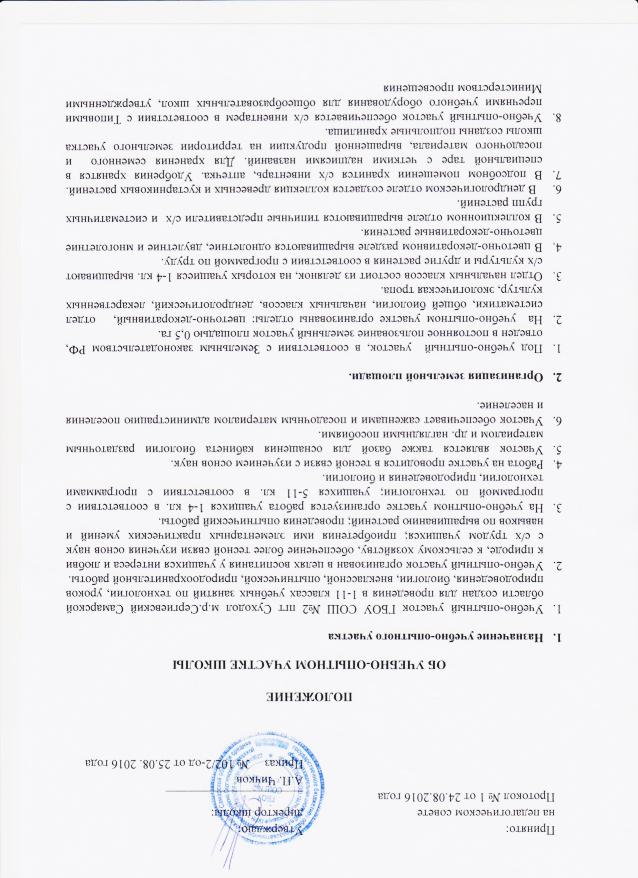 Принято:
на педагогическом совете
Протокол № 1 от 24.08.2016 года
Утверждаю:
директор школы:
А.П. Чичков
Приказ № 102/2-од от 25.08. 2016 года
ПОЛОЖЕНИЕ
ОБ УЧЕБНО-ОПЫТНОМ УЧАСТКЕ ШКОЛЫ
1. Назначение учебно-опытного участка
1. Учебно-опытный участок ГБОУ СОШ №2 пгт Суходол м.р.Сергиевский Самарской
области создан для проведения в 1-11 классах учебных занятий по технологии, уроков
природоведения, биологии, внеклассной, опытнической, природоохранительной работы.
2. Учебно-опытный участок организован в целях воспитания у учащихся интереса и любви
к природе, к сельскому хозяйству, обеспечение более тесной связи изучения основ наук
с с/х трудом учащихся; приобретения ими элементарных практических умений и
навыков по выращиванию растений; проведения опытнический работы.
3. На учебно-опытном участке организуется работа учащихся 1-4 кл. в соответствии с
программой по технологии; учащихся 5-11 кл. в соответствии с программами
технологии, природоведения и биологии.
4. Работа на участке проводится в тесной связи с изучением основ наук.
5. Участок является также базой для оснащения кабинета биологии раздаточным
материалом и др. наглядными пособиями.
6. Участок обеспечивает саженцами и посадочным материалом администрацию поселения
и население.
2. Организация земельной площади.
1. Под учебно-опытный участок, в соответствии с Земельным законодательством РФ,
отведен в постоянное пользование земельный участок площадью 0,5 га.
2. На учебно-опытном участке организованы отделы: цветочно-декоративный, отдел
систематики, общей биологии, начальных классов, дендрологический, лекарственных
культур, экологическая тропа.
3. Отдел начальных классов состоит из делянок, на которых учащиеся 1-4 кл. выращивают
с/х культуры и другие растения в соответствии с программой по труду.
4. В цветочно-декоративном разделе выращиваются однолетние, двулетние и многолетние
цветочно-декоративные растения.
5. В коллекционном отделе выращиваются типичные представители с/х и систематичных
групп растений.
6. В дендрологическом отделе создается коллекция древесных и кустарниковых растений.
7. В подсобном помещении хранится с/х инвентарь, аптечка. Удобрения хранятся в
специальной таре с четкими надписями названий. Для хранения семенного и
посадочного материала, выращенной продукции на территории земельного участка
школы созданы подпольные хранилища.
8. Учебно-опытный участок обеспечивается с/х инвентарем в соответствии с Типовыми
перечнями учебного оборудования для общеобразовательных школ, утвержденными
Министерством просвещения